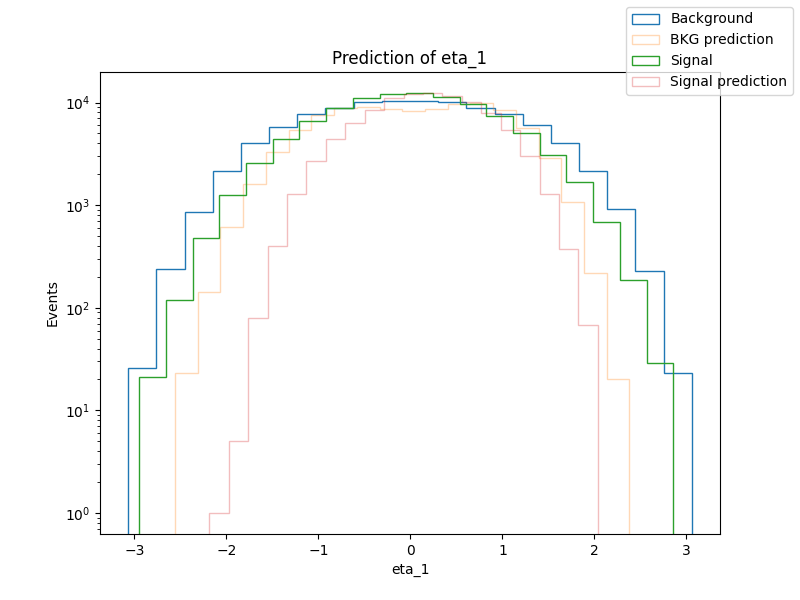 Prediction of eta_1
Background
BKG prediction
Signal
Signal prediction
Events
10⁴
10³
10²
10¹
10⁰
−3
−2
−1
0
1
2
3
eta_1